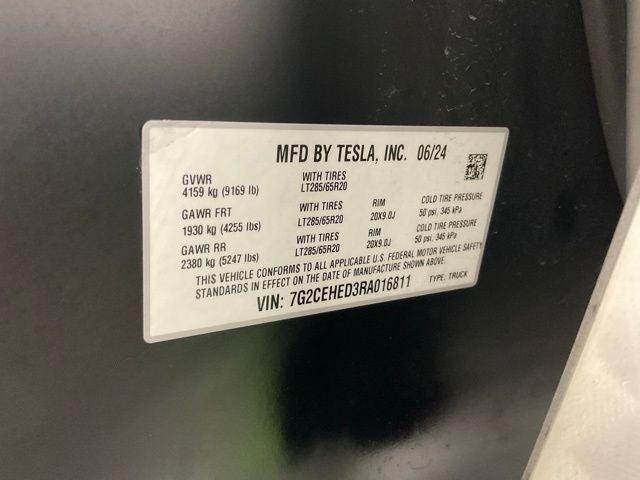 MFD BY TESLA, INC. 06/24
GVWR WITH TIRES
4159 kg (9169 lb) LT285/65R20
GAWR FRT WITH TIRES RIM COLD TIRE PRESSURE
1930 kg (4255 lbs) LT285/65R20 20X9.0J 50 psi, 345 kPa
GAWR RR WITH TIRES RIM COLD TIRE PRESSURE
2380 kg (5247 lbs) LT285/65R20 20X9.0J 50 psi, 345 kPa
THIS VEHICLE CONFORMS TO ALL APPLICABLE U.S. FEDERAL MOTOR VEHICLE SAFETY
STANDARDS IN EFFECT ON THE DATE OF MANUFACTURE SHOWN ABOVE.
VIN: 7G2CEHED3RA016811 TYPE: TRUCK